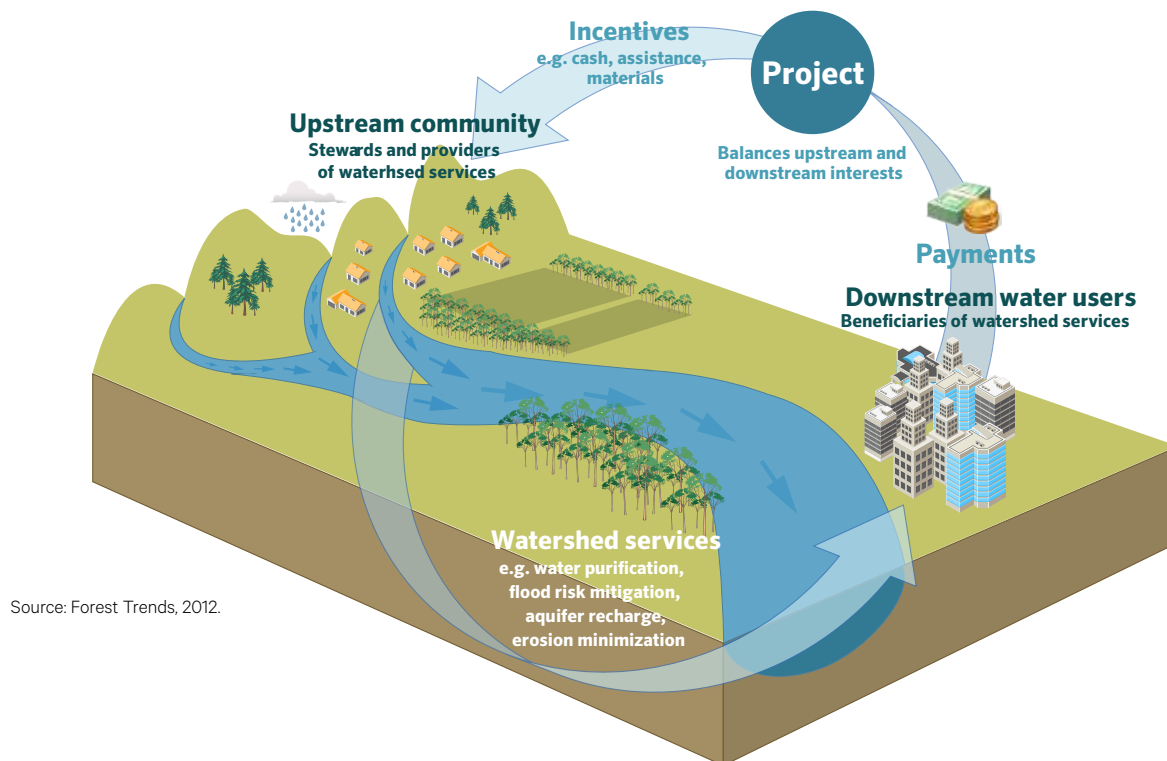 Incentives
e.g. cash, assistance,
materials
Project
Balances upstream and
downstream interests
Upstream community
Stewards and providers
of waterhsed services
Payments
Downstream water users
Beneficiaries of watershed services
Watershed services
e.g. water purification,
flood risk mitigation,
aquifer recharge,
erosion minimization
Source: Forest Trends, 2012.